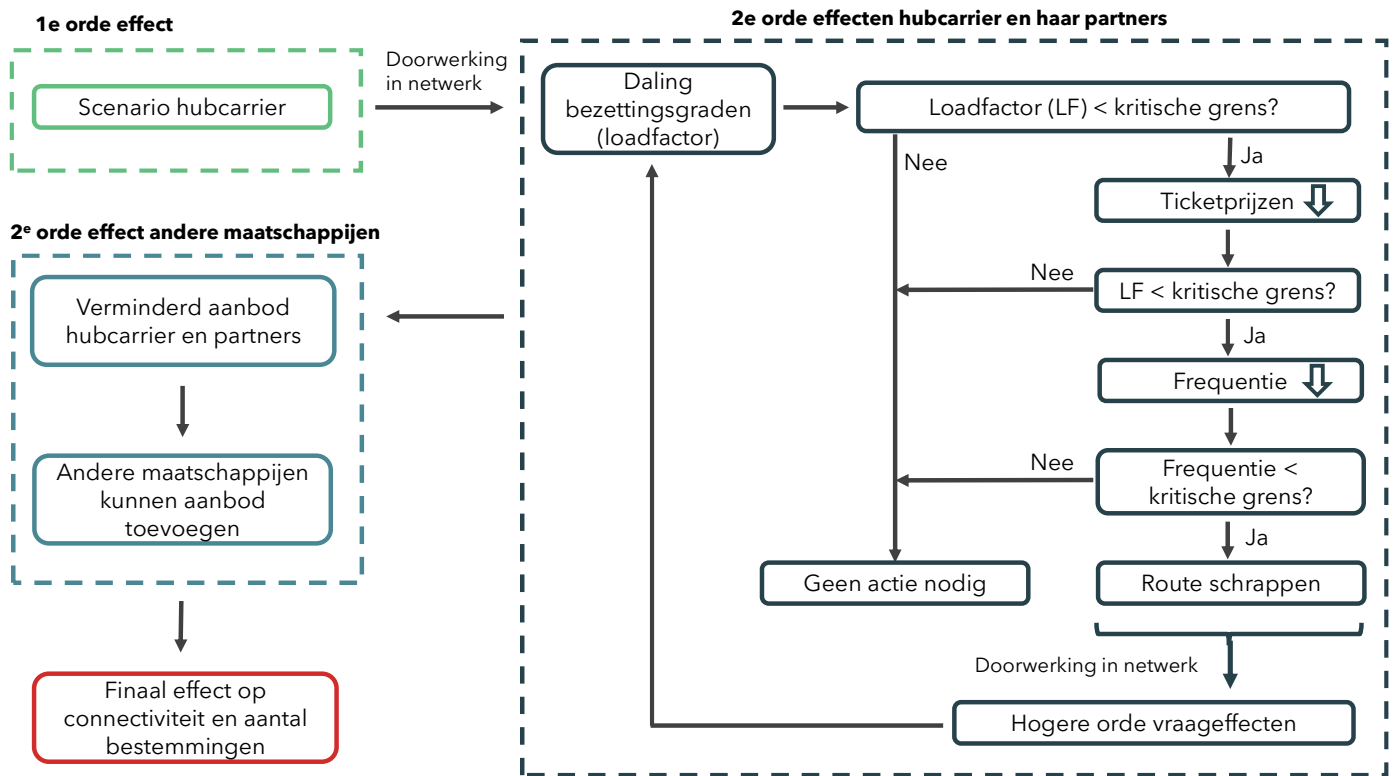 1e orde effect
Scenario hubcarrier
Doorwerking
in netwerk
2e orde effecten hubcarrier en haar partners
Daling
bezettingsgraden
(loadfactor)
Loadfactor (LF) < kritische grens?
Nee
Ja
Ticketprijzen
Nee
LF < kritische grens?
Ja
Frequentie
Nee
Frequentie <
kritische grens?
Ja
Geen actie nodig
Route schrappen
Doorwerking in netwerk
Hogere orde vraageffecten
2e orde effect andere maatschappijen
Verminderd aanbod
hubcarrier en partners
Andere maatschappijen
kunnen aanbod
toevoegen
Finaal effect op
connectiviteit en aantal
bestemmingen